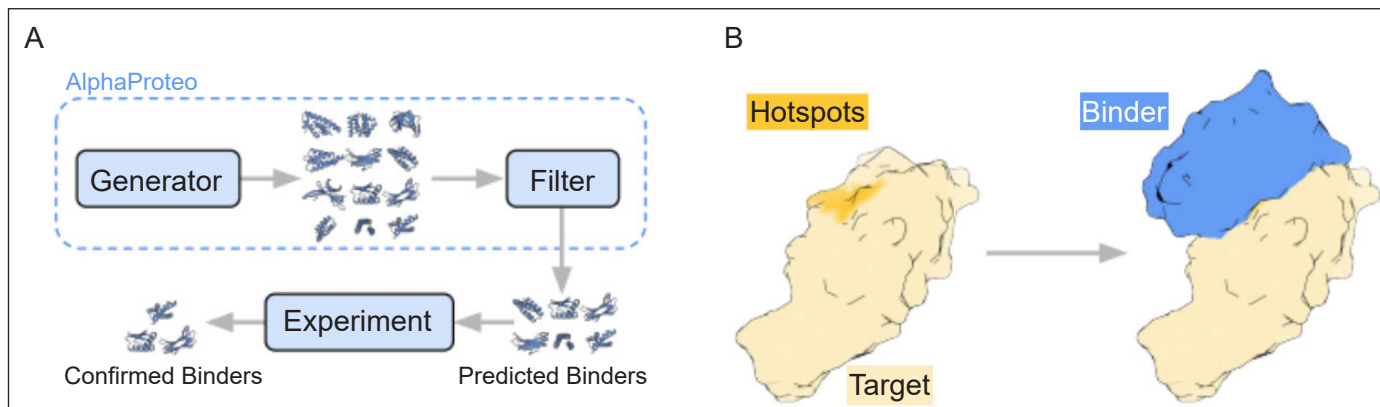 A
AlphaProteo
Generator
Filter
Experiment
Confirmed Binders
Predicted Binders
B
Hotspots
Binder
Target